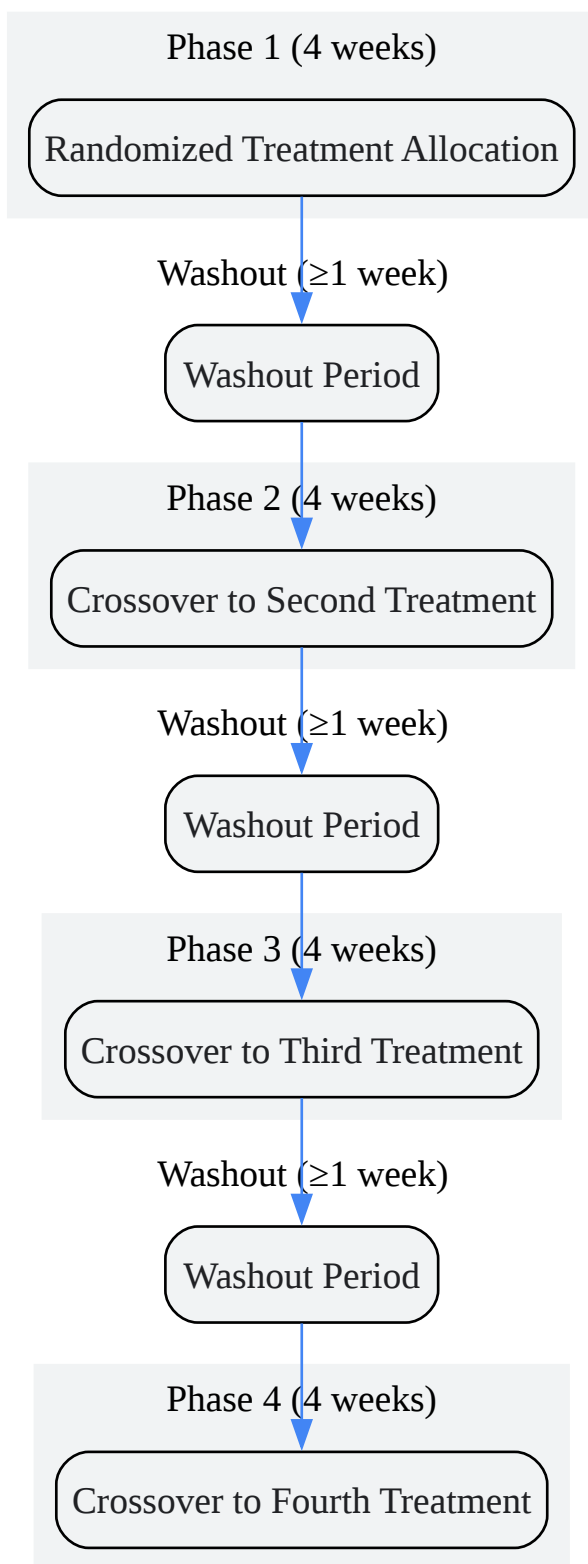 Phase 1 (4 weeks)
Randomized Treatment Allocation
Washout (≥1 week)
Washout Period
Phase 2 (4 weeks)
Crossover to Second Treatment
Washout (≥1 week)
Washout Period
Phase 3 (4 weeks)
Crossover to Third Treatment
Washout (≥1 week)
Washout Period
Phase 4 (4 weeks)
Crossover to Fourth Treatment